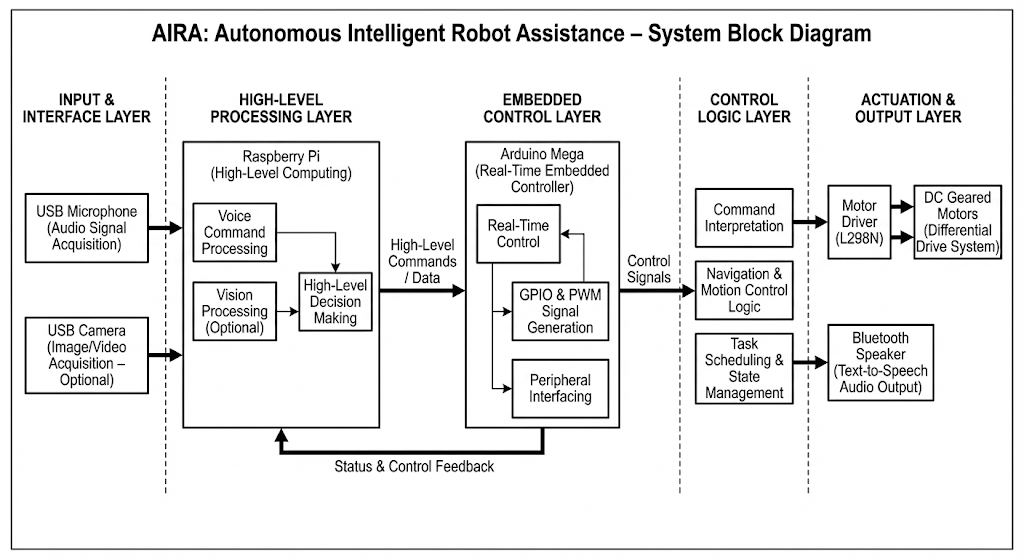 AIRA: Autonomous Intelligent Robot Assistance – System Block Diagram
INPUT &
INTERFACE LAYER
HIGH-LEVEL
PROCESSING LAYER
EMBEDDED
CONTROL LAYER
CONTROL
LOGIC LAYER
ACTUATION &
OUTPUT LAYER
USB Microphone
(Audio Signal
Acquisition)
USB Camera
(Image/Video
Acquisition –
Optional)
Raspberry Pi
(High-Level Computing)
Voice
Command
Processing
Vision
Processing
(Optional)
High-Level
Decision
Making
High-Level
Commands
/ Data
Arduino Mega
(Real-Time Embedded
Controller)
Real-Time
Control
GPIO & PWM
Signal
Generation
Peripheral
Interfacing
Status & Control Feedback
Control
Signals
Command
Interpretation
Navigation &
Motion Control
Logic
Task
Scheduling &
State
Management
Motor
Driver
(L298N)
DC Geared
Motors
(Differential
Drive System)
Bluetooth
Speaker
(Text-to-Speech
Audio Output)